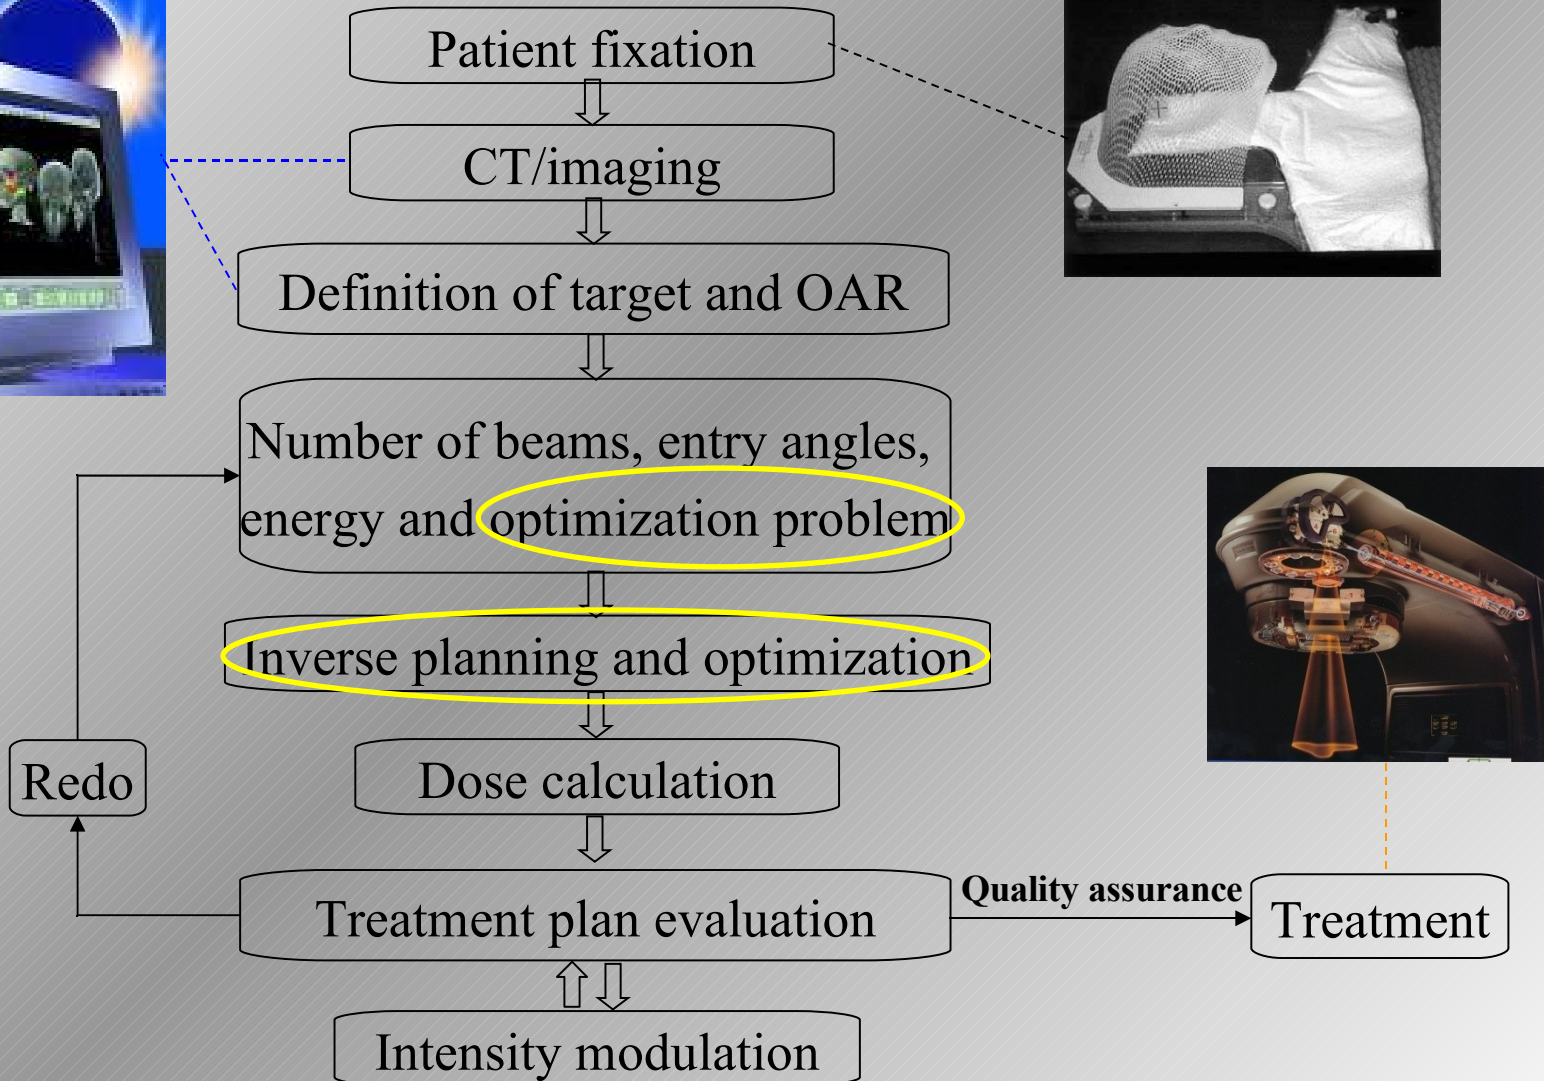 Patient fixation
CT/imaging
Definition of target and OAR
Number of beams, entry angles,
energy and optimization problem
Inverse planning and optimization
Redo
Dose calculation
Quality assurance
Treatment plan evaluation
Treatment
Intensity modulation